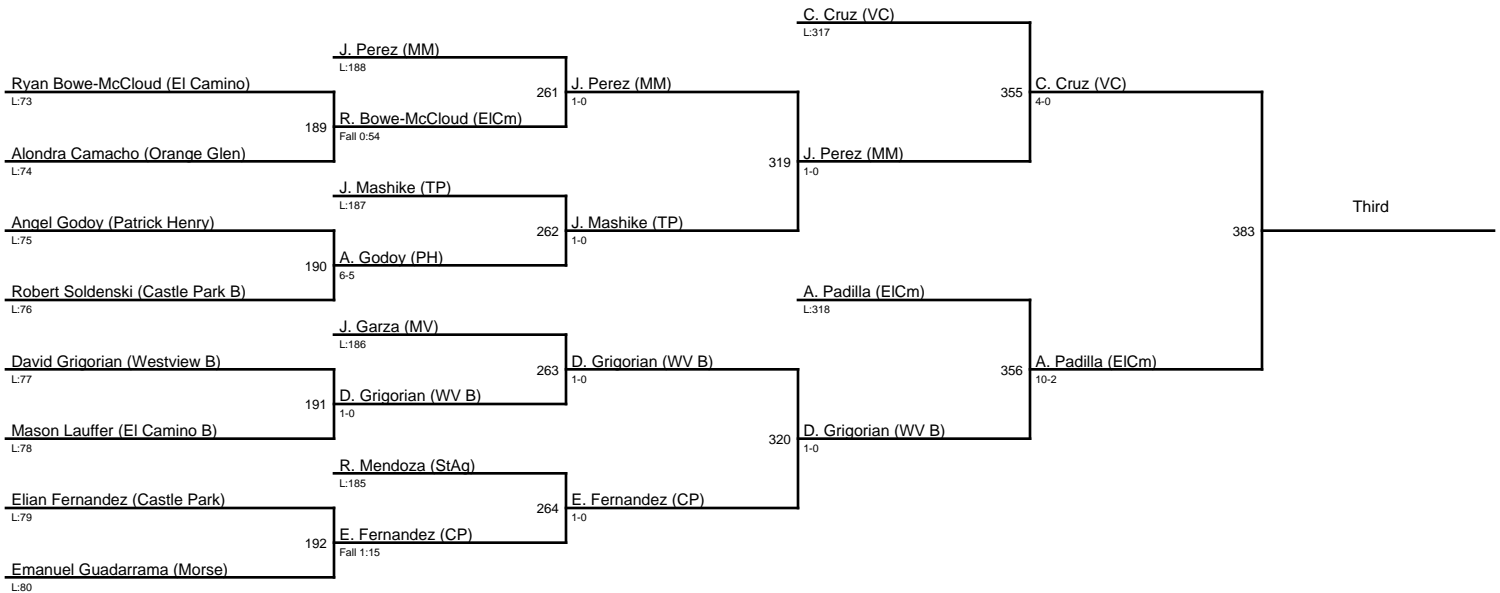 C. Cruz (VC)
L:317
J. Perez (MM)
L:188
Ryan Bowe-McCloud (El Camino)
L:73
261
J. Perez (MM)
1-0
355
C. Cruz (VC)
4-0
189
R. Bowe-McCloud (ElCm)
Fall 0:54
Alondra Camacho (Orange Glen)
L:74
319
J. Perez (MM)
1-0
J. Mashike (TP)
L:187
Third
Angel Godoy (Patrick Henry)
L:75
262
J. Mashike (TP)
1-0
383
190
A. Godoy (PH)
6-5
Robert Soldenski (Castle Park B)
L:76
A. Padilla (ElCm)
L:318
J. Garza (MV)
L:186
David Grigorian (Westview B)
L:77
263
D. Grigorian (WV B)
1-0
356
A. Padilla (ElCm)
10-2
191
D. Grigorian (WV B)
1-0
Mason Lauffer (El Camino B)
L:78
320
D. Grigorian (WV B)
1-0
R. Mendoza (StAg)
L:185
Elian Fernandez (Castle Park)
L:79
264
E. Fernandez (CP)
1-0
192
E. Fernandez (CP)
Fall 1:15
Emanuel Guadarrama (Morse)
L:80